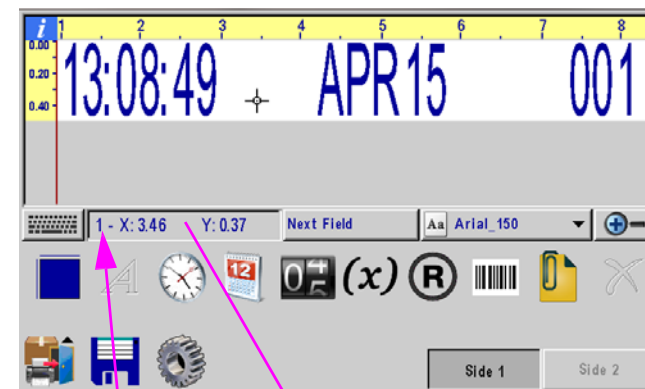 i 1 2 3 4 5 6 7 8
0.00
0.20
0.40
13:08:49 APR15 001
1 - X: 3.46 Y: 0.37 Next Field Aa Arial_150
A 12 045 (x) R
Side 1 Side 2